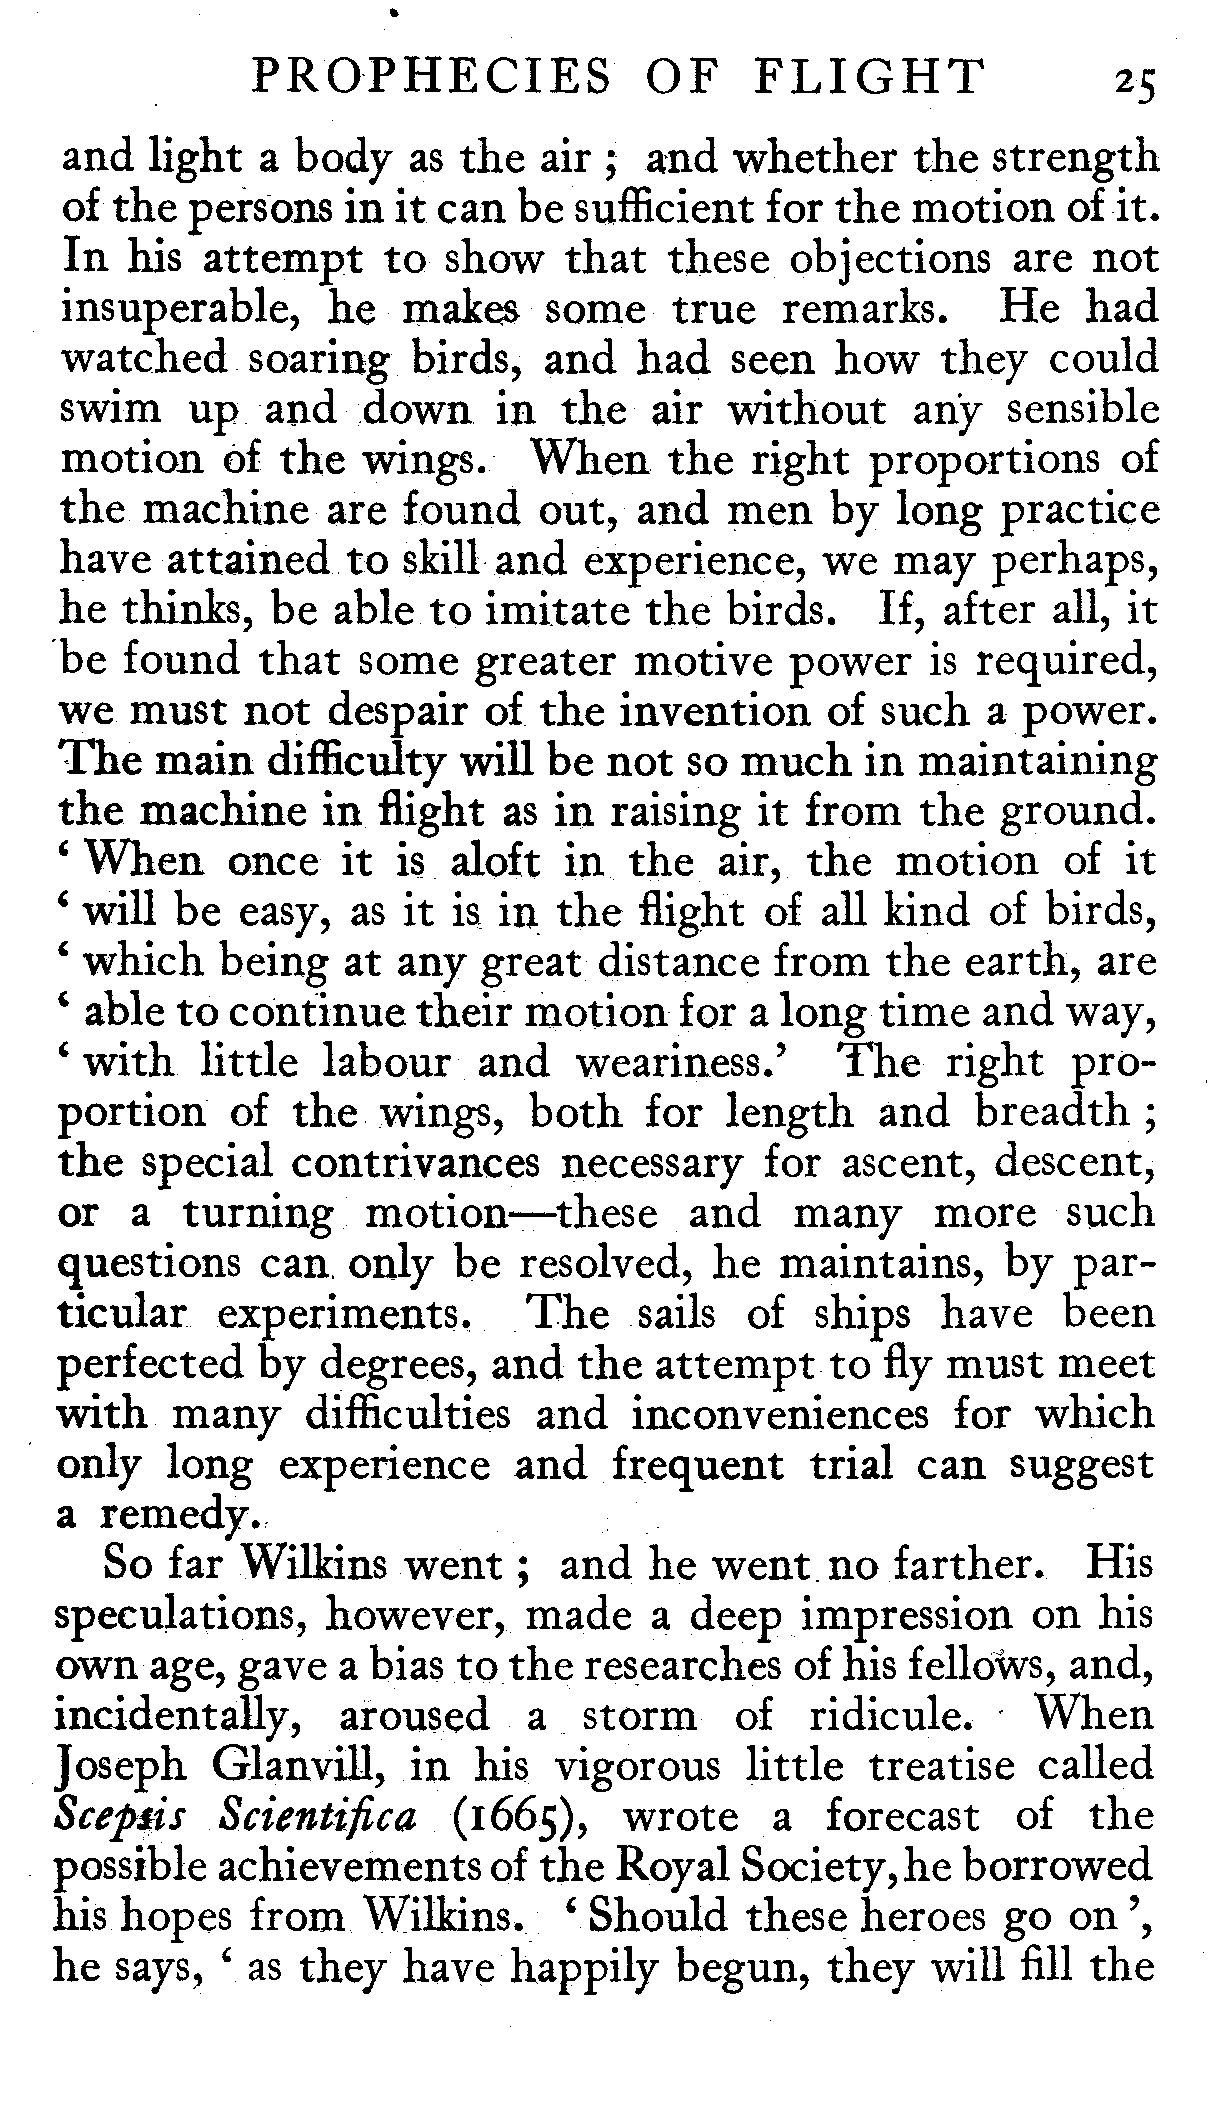 PROPHECIES OF FLIGHT 25
and light a body as the air ; and whether the strength
of the persons in it can be sufficient for the motion of it.
In his attempt to show that these objections are not
insuperable, he makes some true remarks. He had
watched soaring birds, and had seen how they could
swim up and down in the air without any sensible
motion of the wings. When the right proportions of
the machine are found out, and men by long practice
have attained to skill and experience, we may perhaps,
he thinks, be able to imitate the birds. If, after all, it
be found that some greater motive power is required,
we must not despair of the invention of such a power.
The main difficulty will be not so much in maintaining
the machine in flight as in raising it from the ground.
‘ When once it is aloft in the air, the motion of it
‘ will be easy, as it is in the flight of all kind of birds,
‘ which being at any great distance from the earth, are
‘ able to continue their motion for a long time and way,
‘ with little labour and weariness.’ The right pro-
portion of the wings, both for length and breadth ;
the special contrivances necessary for ascent, descent,
or a turning motion—these and many more such
questions can only be resolved, he maintains, by par-
ticular experiments. The sails of ships have been
perfected by degrees, and the attempt to fly must meet
with many difficulties and inconveniences for which
only long experience and frequent trial can suggest
a remedy.
So far Wilkins went ; and he went no farther. His
speculations, however, made a deep impression on his
own age, gave a bias to the researches of his fellows, and,
incidentally, aroused a storm of ridicule. When
Joseph Glanvill, in his vigorous little treatise called
Scepsis Scientifica (1665), wrote a forecast of the
possible achievements of the Royal Society, he borrowed
his hopes from Wilkins. ‘ Should these heroes go on ’,
he says, ‘ as they have happily begun, they will fill the